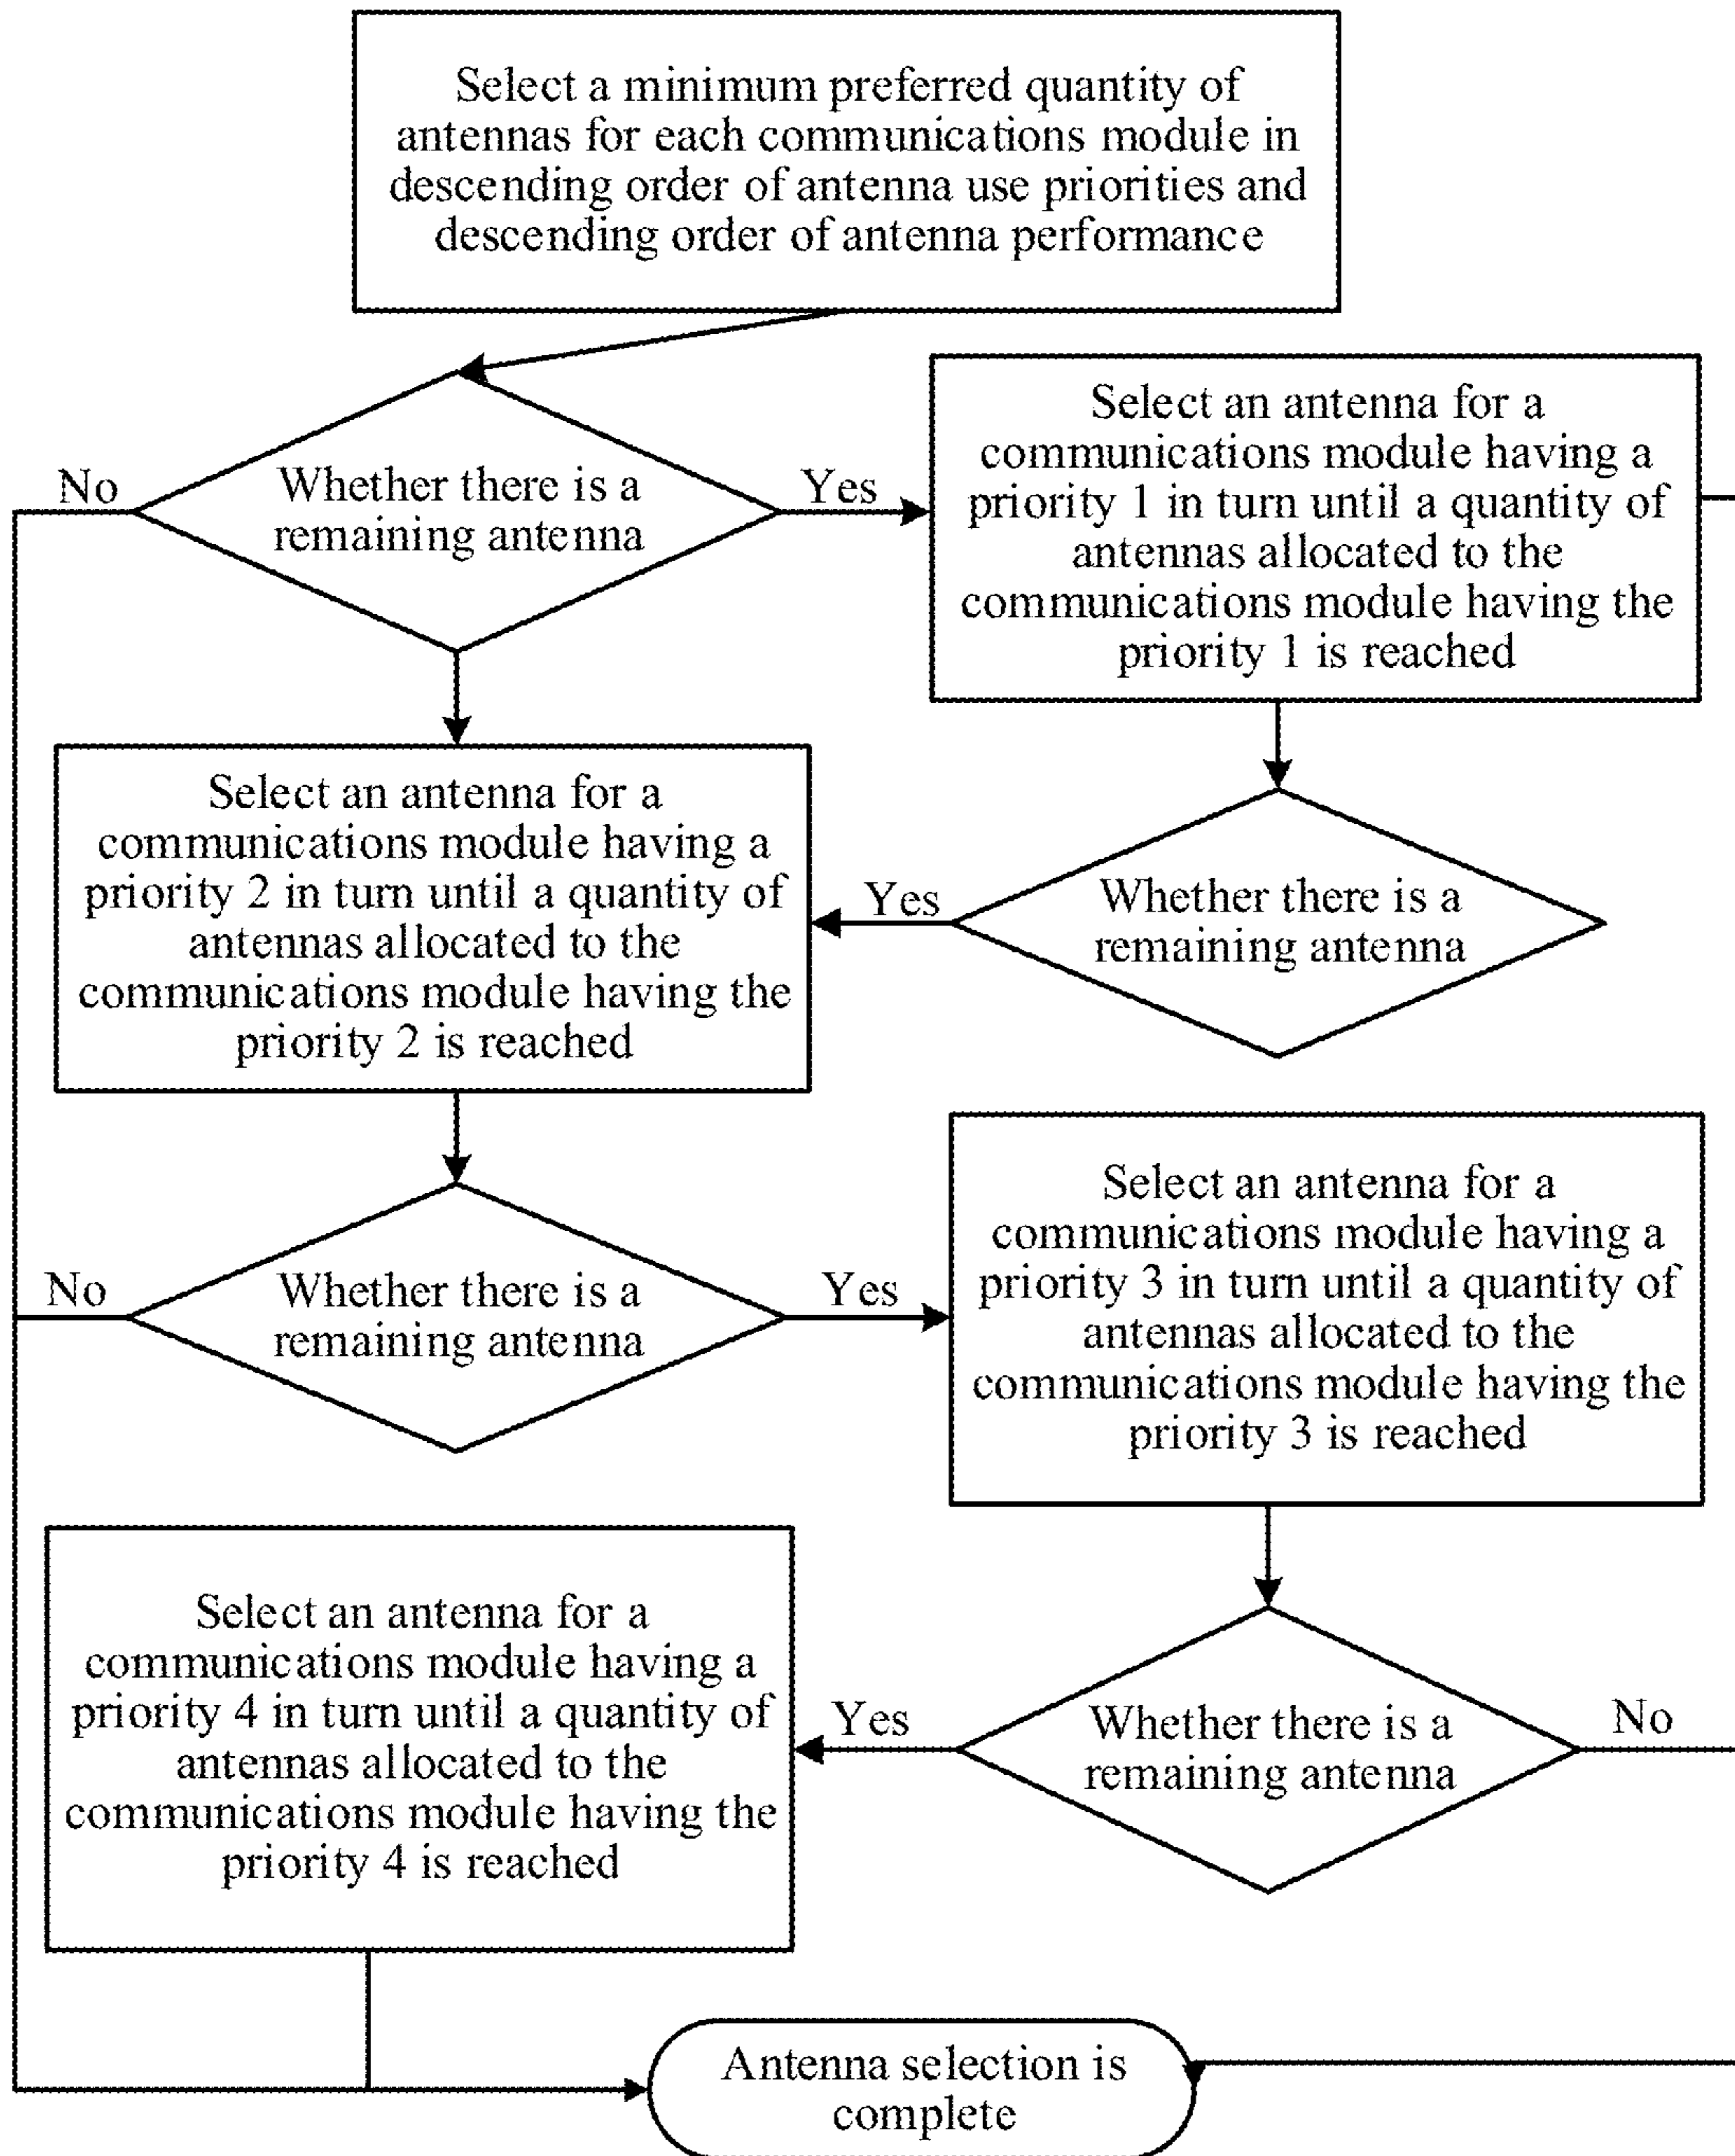 Select a minimum preferred quantity of
antennas for each communications module in
descending order of antenna use priorities and
descending order of antenna performance
No
Whether there is a
remaining antenna
Yes
Select an antenna for a
communications module having a
priority 1 in turn until a quantity of
antennas allocated to the
communications module having the
priority 1 is reached
Select an antenna for a
communications module having a
priority 2 in turn until a quantity of
antennas allocated to the
communications module having the
priority 2 is reached
Yes
Whether there is a
remaining antenna
No
Whether there is a
remaining antenna
Yes
Select an antenna for a
communications module having a
priority 3 in turn until a quantity of
antennas allocated to the
communications module having the
priority 3 is reached
Select an antenna for a
communications module having a
priority 4 in turn until a quantity of
antennas allocated to the
communications module having the
priority 4 is reached
Yes
Whether there is a
remaining antenna
No
Antenna selection is
complete